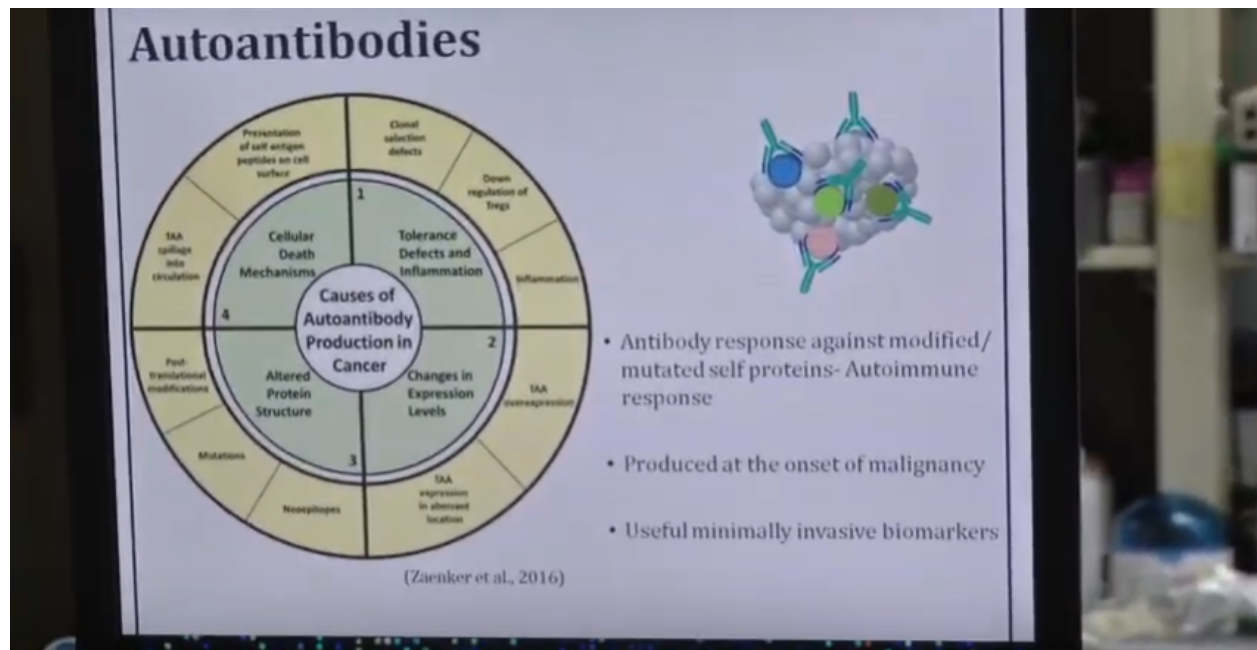 Autoantibodies
Presentation
of self antigen
peptides on cell
surface
Clonal
selection
defects
Down
regulation of
Tregs
Inflammation
TAA
overexpression
TAA
expression
in aberrant
location
Neoepitopes
Mutations
Post-
translational
modifications
TAA
spillage
into
circulation
1
Tolerance
Defects and
Inflammation
2
Changes in
Expression
Levels
3
Altered
Protein
Structure
4
Cellular
Death
Mechanisms
Causes of
Autoantibody
Production in
Cancer
(Zaenker et al., 2016)
• Antibody response against modified/
mutated self proteins- Autoimmune
response
• Produced at the onset of malignancy
• Useful minimally invasive biomarkers